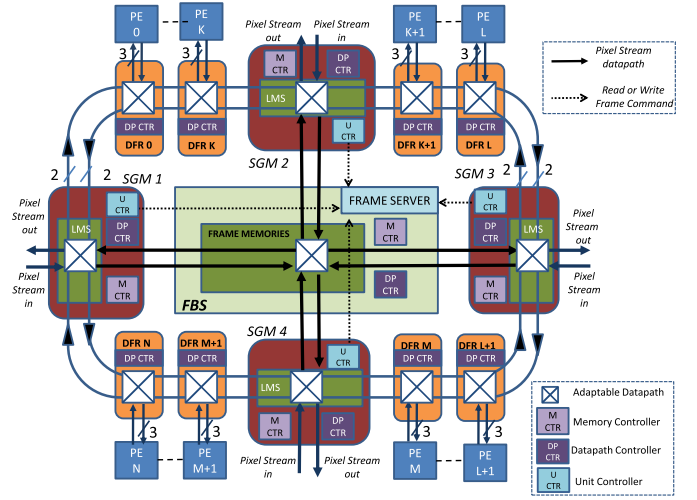 PE
0
PE
K
Pixel Stream
out
Pixel Stream
in
PE
K+1
PE
L
3
3
3
3
M
CTR
DP
CTR
LMS
U
CTR
DP CTR
DFR 0
DP CTR
DFR K
DP CTR
DFR K+1
DP CTR
DFR L
Pixel Stream
datapath
Read or Write
Frame Command
2
2
2
2
SGM 1
SGM 2
SGM 3
U
CTR
LMS
DP
CTR
M
CTR
Pixel
Stream
out
Pixel
Stream
in
FRAME SERVER
FRAME MEMORIES
M
CTR
DP
CTR
FBS
U
CTR
LMS
DP
CTR
M
CTR
Pixel
Stream
out
Pixel
Stream
in
SGM 4
U
CTR
LMS
M
CTR
DP
CTR
DFR N
DP CTR
DFR M+1
DP CTR
DFR M
DP CTR
DFR L+1
DP CTR
3
3
3
3
PE
N
PE
M+1
Pixel Stream
in
Pixel Stream
out
PE
M
PE
L+1
Adaptable Datapath
M
CTR
Memory Controller
DP
CTR
Datapath Controller
U
CTR
Unit Controller